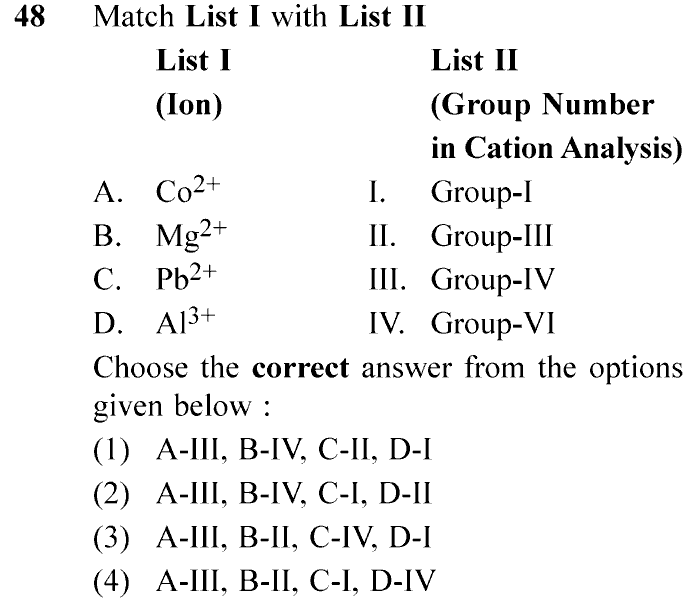 48 Match List I with List II
List I List II
(Ion) (Group Number
in Cation Analysis)
A. Co²⁺ I. Group-I
B. Mg²⁺ II. Group-III
C. Pb²⁺ III. Group-IV
D. Al³⁺ IV. Group-VI
Choose the correct answer from the options
given below :
(1) A-III, B-IV, C-II, D-I
(2) A-III, B-IV, C-I, D-II
(3) A-III, B-II, C-IV, D-I
(4) A-III, B-II, C-I, D-IV